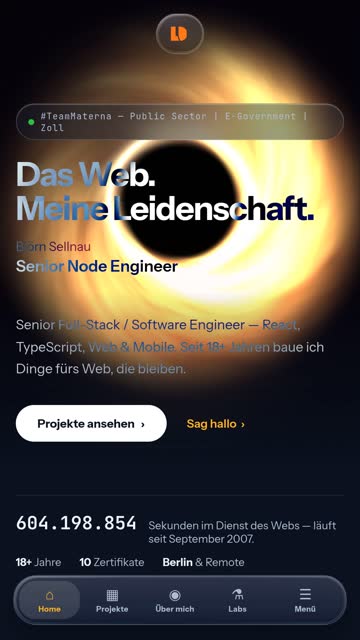 #TeamMaterna — Public Sector | E-Government |
Zoll
Das Web.
Meine Leidenschaft.
Björn Sellnau
Senior Node Engineer
Senior Full-Stack / Software Engineer — React,
TypeScript, Web & Mobile. Seit 18+ Jahren baue ich
Dinge fürs Web, die bleiben.
Projekte ansehen ›
Sag hallo ›
604.198.854
Sekunden im Dienst des Webs — läuft
seit September 2007.
18+ Jahre
10 Zertifikate
Berlin & Remote
Home
Projekte
Über mich
Labs
Menü